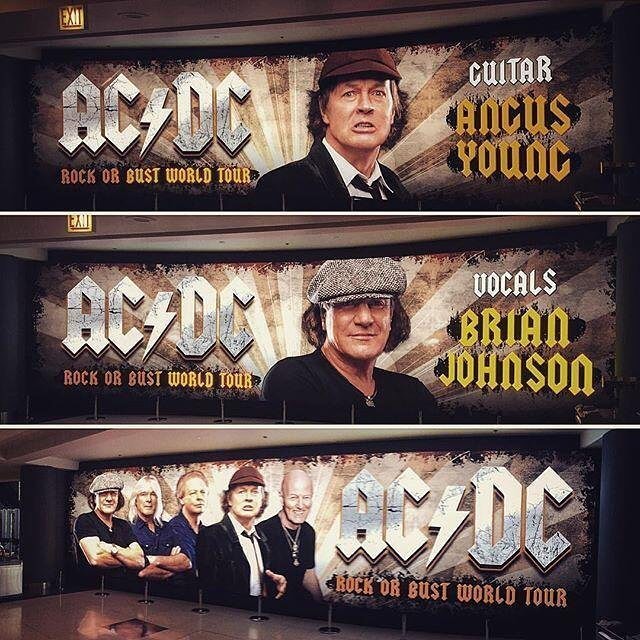 EXIT
AC⚡DC
ROCK OR BUST WORLD TOUR
GUITAR
ANGUS
YOUNG
EXIT
AC⚡DC
ROCK OR BUST WORLD TOUR
VOCALS
BRIAN
JOHNSON
AC⚡DC
ROCK OR BUST WORLD TOUR